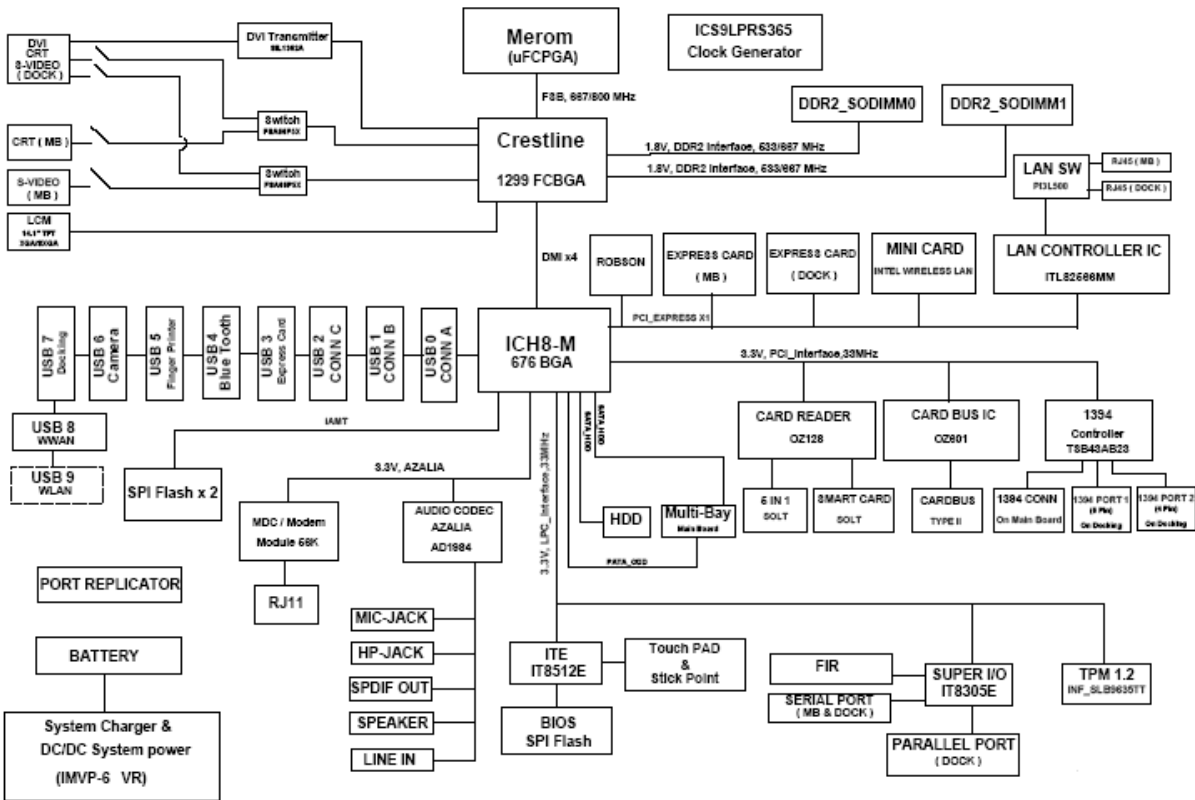 DVI
CRT
S-VIDEO
( DOCK )
DVI Transmitter
Merom
(uFCPGA)
ICS9LPRS365
Clock Generator
FSB, 667/800 MHz
DDR2_SODIMM0
DDR2_SODIMM1
CRT ( MB )
Switch
Crestline
1299 FCBGA
1.8V, DDR2 Interface, 533/667 MHz
1.8V, DDR2 Interface, 533/667 MHz
S-VIDEO
( MB )
Switch
LAN SW
PI3L500
RJ45 ( MB )
RJ45 ( DOCK )
LCM
14.1" TFT
DMI x4
ROBSON
EXPRESS CARD
( MB )
EXPRESS CARD
( DOCK )
MINI CARD
INTEL WIRELESS LAN
LAN CONTROLLER IC
ITL82566MM
PCI_EXPRESS X1
USB 7
Docking
USB 6
Camera
USB 5
Finger Printer
USB4
Blue Tooth
USB 3
Express Card
USB 2
CONN C
USB 1
CONN B
USB 0
CONN A
ICH8-M
676 BGA
3.3V, PCI_Interface,33MHz
USB 8
WWAN
USB 9
WLAN
IAMT
SPI Flash x 2
3.3V, AZALIA
3.3V, LPC_Interface,33MHz
SATA_HDD
SATA_HDD
CARD READER
OZ128
CARD BUS IC
OZ601
1394
Controller
TSB43AB23
MDC / Modem
Module 56K
AUDIO CODEC
AZALIA
AD1984
HDD
Multi-Bay
Main Board
PATA_ODD
5 IN 1
SOLT
SMART CARD
SOLT
CARDBUS
TYPE II
1394 CONN
On Main Board
1394 PORT 1
On Docking
1394 PORT 2
On Docking
PORT REPLICATOR
RJ11
BATTERY
MIC-JACK
HP-JACK
SPDIF OUT
SPEAKER
LINE IN
ITE
IT8512E
Touch PAD
&
Stick Point
BIOS
SPI Flash
FIR
SERIAL PORT
( MB & DOCK )
SUPER I/O
IT8305E
PARALLEL PORT
( DOCK )
TPM 1.2
INF_SLB9635TT
System Charger &
DC/DC System power
(IMVP-6 VR)